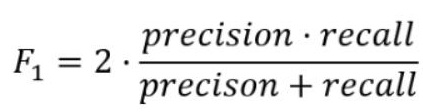 F₁ = 2 · precision · recall / precison + recall